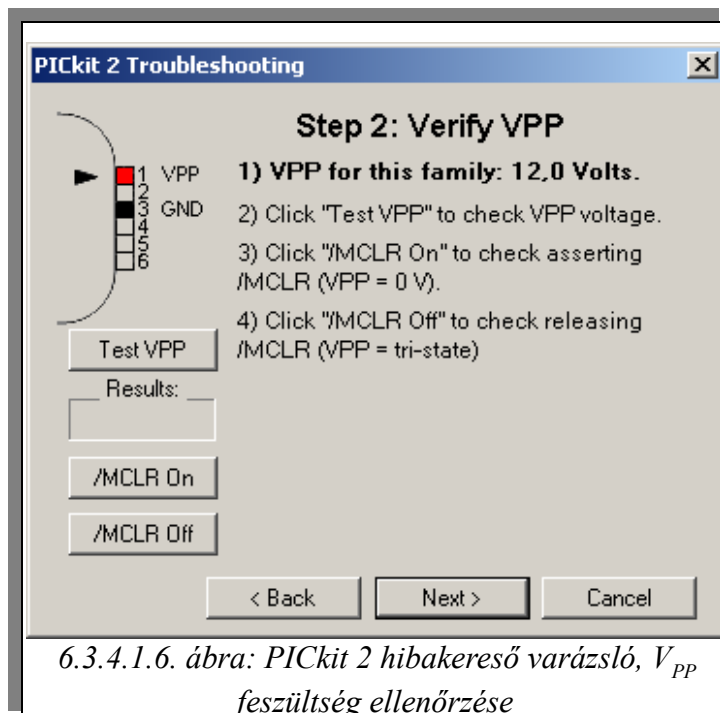 PICkit 2 Troubleshooting
Step 2: Verify VPP
1 VPP
2
3 GND
4
5
6
1) VPP for this family: 12,0 Volts.
2) Click "Test VPP" to check VPP voltage.
3) Click "/MCLR On" to check asserting
/MCLR (VPP = 0 V).
4) Click "/MCLR Off" to check releasing
/MCLR (VPP = tri-state)
Test VPP
Results:
/MCLR On
/MCLR Off
< Back
Next >
Cancel
6.3.4.1.6. ábra: PICkit 2 hibakereső varázsló, VPP
feszültség ellenőrzése